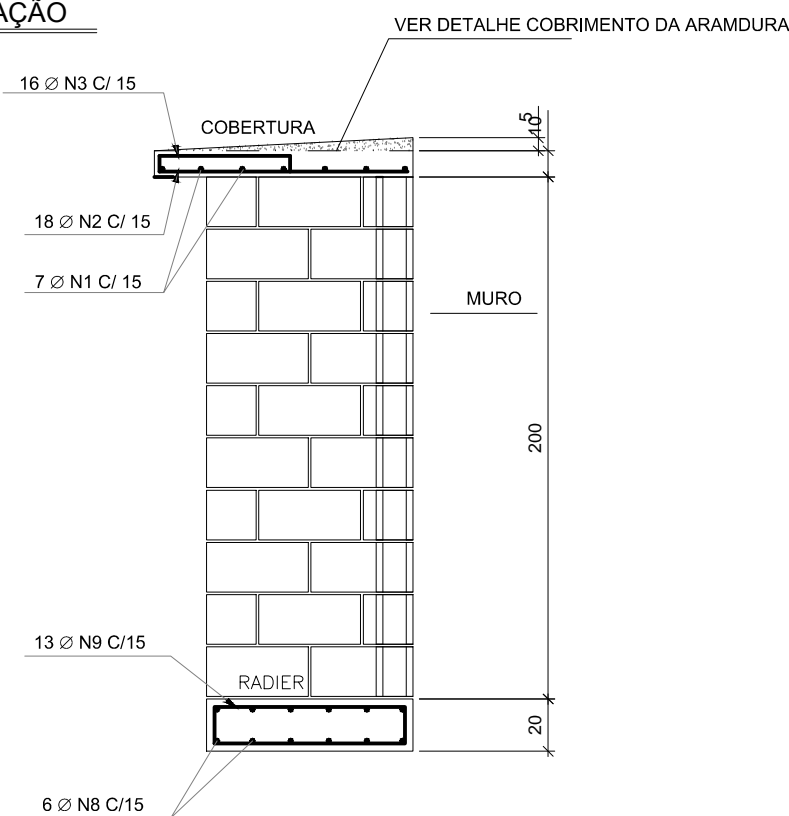 AÇÃO
VER DETALHE COBRIMENTO DA ARAMDURA
16 Ø N3 C/ 15
COBERTURA
5
10
18 Ø N2 C/ 15
7 Ø N1 C/ 15
MURO
200
13 Ø N9 C/15
RADIER
20
6 Ø N8 C/15